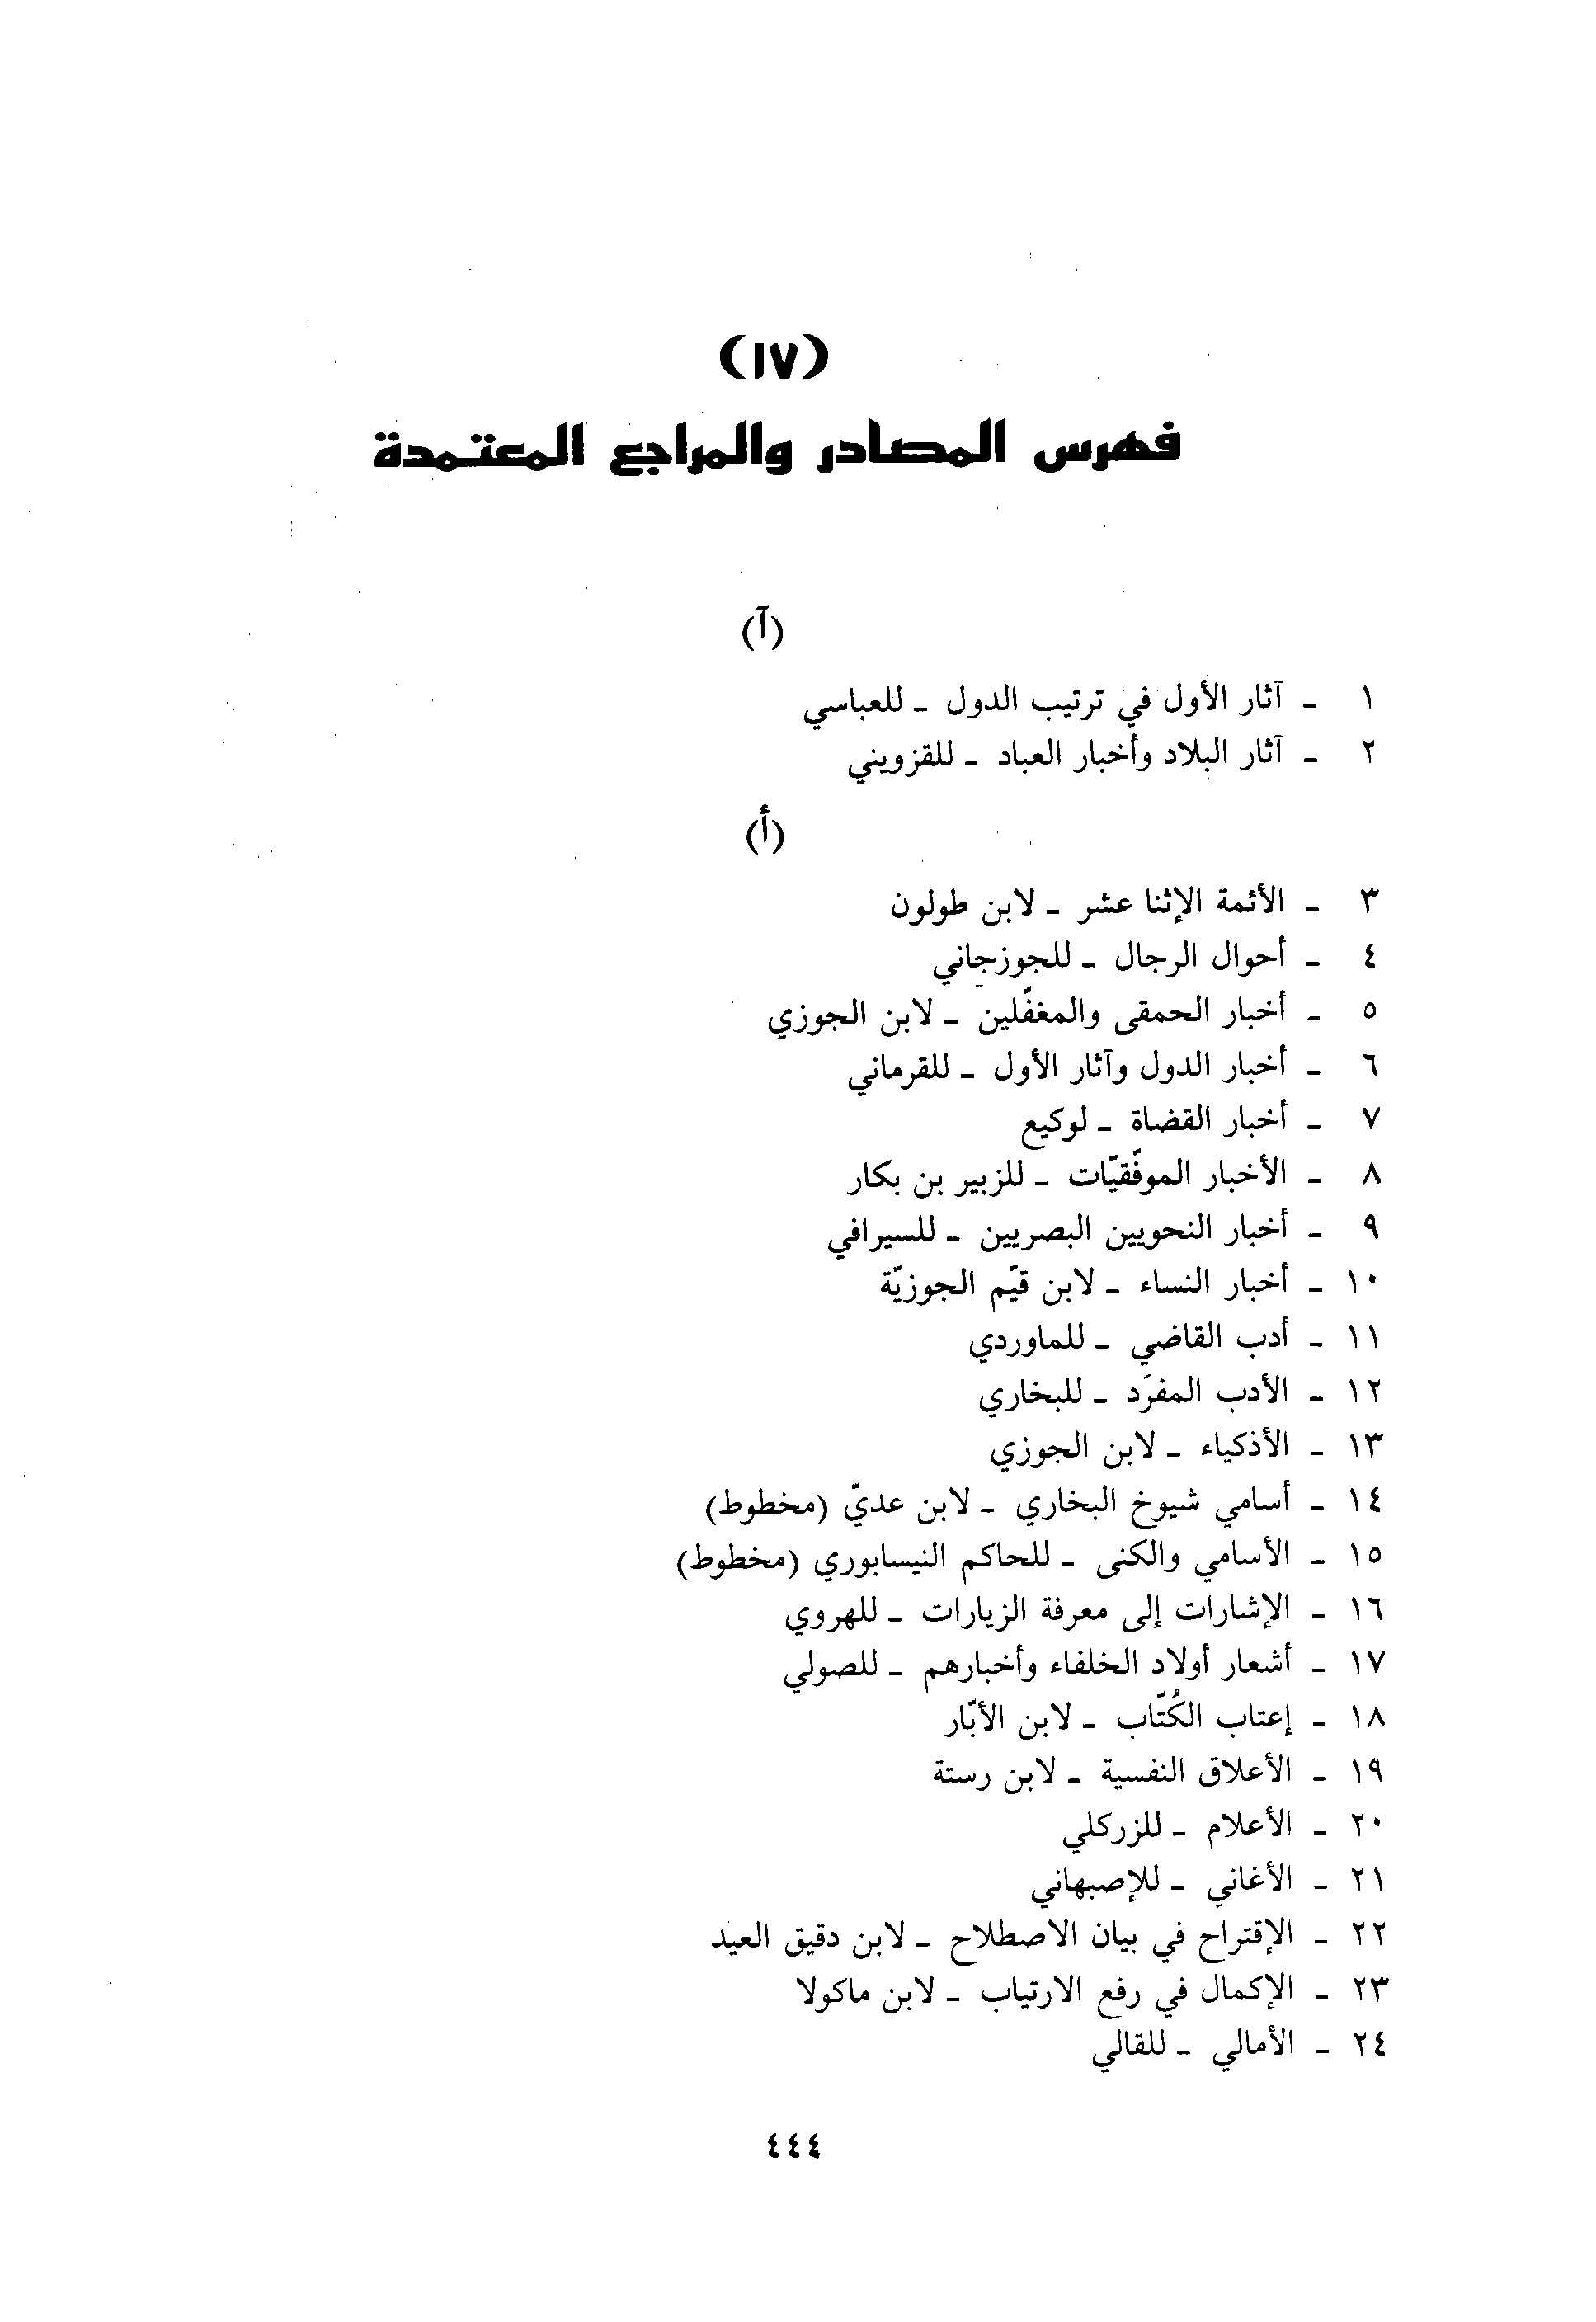 (١٧)
فهرس المصادر والمراجع المعتمدة
(آ)
١ - آثار الأول في ترتيب الدول - للعباسي
٢ - آثار البلاد وأخبار العباد - للقزويني
(أ)
٣ - الأئمة الإثنا عشر - لابن طولون
٤ - أحوال الرجال - للجوزجاني
٥ - أخبار الحمقى والمغفّلين - لابن الجوزي
٦ - أخبار الدول وآثار الأول - للقرماني
٧ - أخبار القضاة - لوكيع
٨ - الأخبار الموفّقيّات - للزبير بن بكار
٩ - أخبار النحويين البصريين - للسيرافي
١٠ - أخبار النساء - لابن قيّم الجوزيّة
١١ - أدب القاضي - للماوردي
١٢ - الأدب المفرَد - للبخاري
١٣ - الأذكياء - لابن الجوزي
١٤ - أسامي شيوخ البخاري - لابن عديّ (مخطوط)
١٥ - الأسامي والكنى - للحاكم النيسابوري (مخطوط)
١٦ - الإشارات إلى معرفة الزيارات - للهروي
١٧ - أشعار أولاد الخلفاء وأخبارهم - للصولي
١٨ - إعتاب الكُتّاب - لابن الأبّار
١٩ - الأعلاق النفسية - لابن رستة
٢٠ - الأعلام - للزركلي
٢١ - الأغاني - للإصبهاني
٢٢ - الإقتراح في بيان الاصطلاح - لابن دقيق العيد
٢٣ - الإكمال في رفع الارتياب - لابن ماكولا
٢٤ - الأمالي - للقالي
٤٤٤